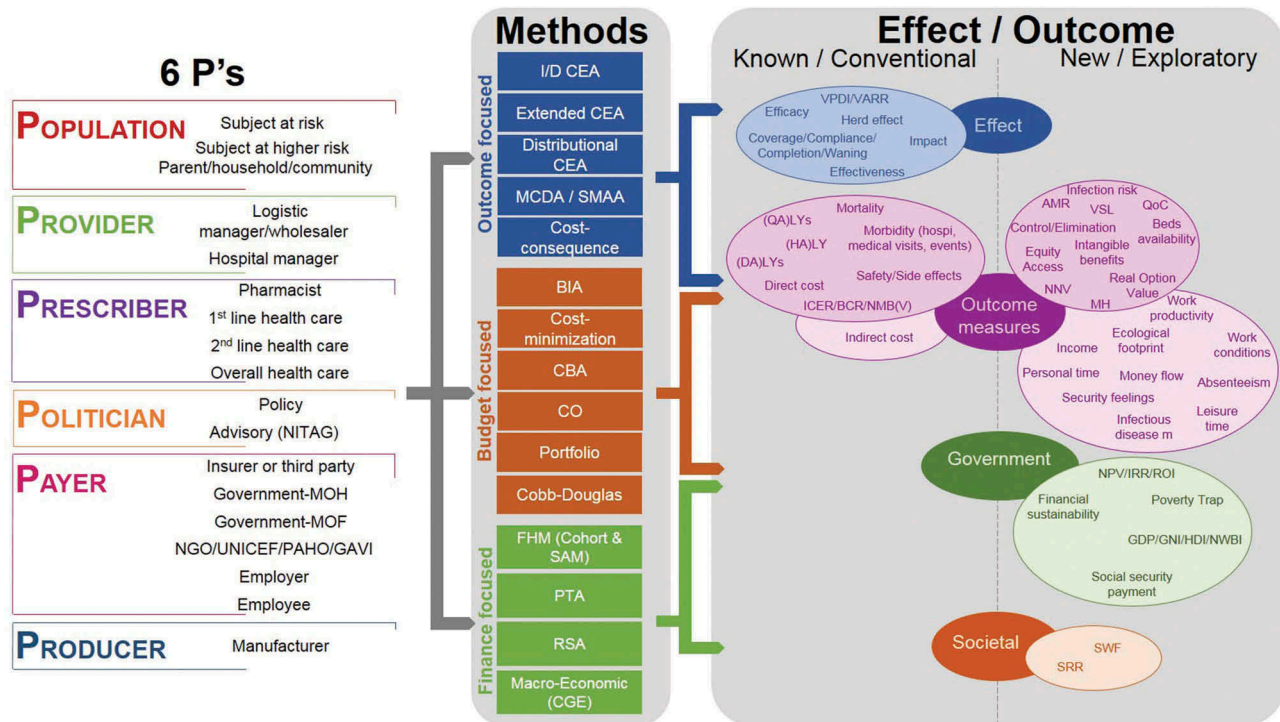 6 P's
POPULATION
Subject at risk
Subject at higher risk
Parent/household/community
PROVIDER
Logistic
manager/wholesaler
Hospital manager
PRESCRIBER
Pharmacist
1st line health care
2nd line health care
Overall health care
POLITICIAN
Policy
Advisory (NITAG)
PAYER
Insurer or third party
Government-MOH
Government-MOF
NGO/UNICEF/PAHO/GAVI
Employer
Employee
PRODUCER
Manufacturer
Methods
Outcome focused
I/D CEA
Extended CEA
Distributional
CEA
MCDA / SMAA
Cost-
consequence
Budget focused
BIA
Cost-
minimization
CBA
CO
Portfolio
Cobb-Douglas
Finance focused
FHM (Cohort &
SAM)
PTA
RSA
Macro-Economic
(CGE)
Effect / Outcome
Known / Conventional
New / Exploratory
VPDI/VARR
Efficacy
Herd effect
Coverage/Compliance/
Completion/Waning
Impact
Effectiveness
Effect
Mortality
(QA)LYs
(HA)LY
Morbidity (hospi,
medical visits, events)
(DA)LYs
Safety/Side effects
Direct cost
ICER/BCR/NMB(V)
Indirect cost
Outcome
measures
Infection risk
AMR
VSL
QoC
Control/Elimination
Beds
availability
Equity
Access
Intangible
benefits
NNV
Real Option
Value
MH
Work
productivity
Income
Ecological
footprint
Work
conditions
Personal time
Money flow
Absenteeism
Security feelings
Infectious
disease m
Leisure
time
Government
NPV/IRR/ROI
Financial
sustainability
Poverty Trap
GDP/GNI/HDI/NWBI
Social security
payment
Societal
SWF
SRR